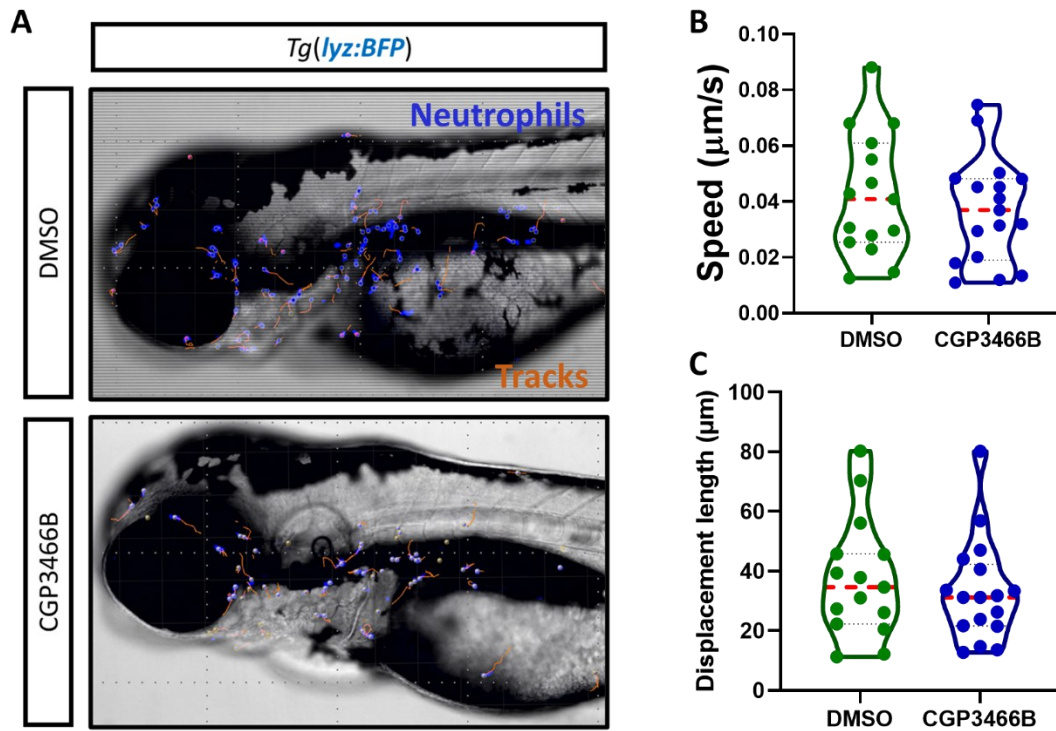 A
Tg(lyz:BFP)
DMSO
Neutrophils
Tracks
CGP3466B
B
Speed (μm/s)
0.10
0.08
0.06
0.04
0.02
0.00
DMSO CGP3466B
C
Displacement length (μm)
100
80
60
40
20
0
DMSO CGP3466B